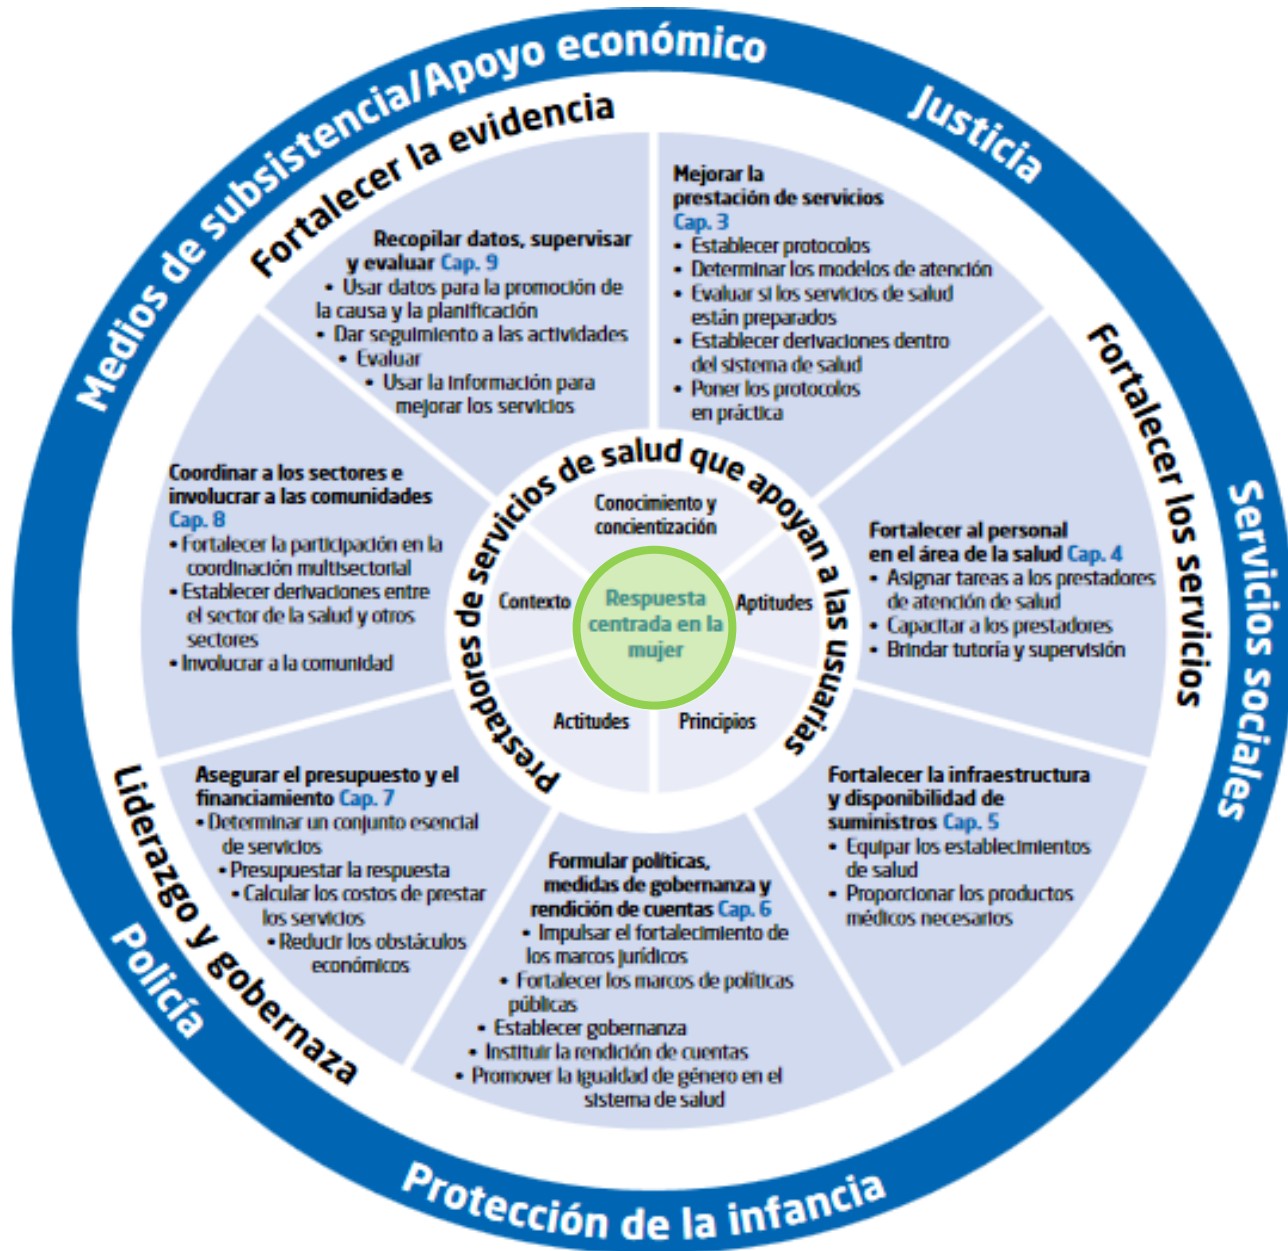 Medios de subsistencia/Apoyo económico
Justicia
Servicios sociales
Protección de la infancia
Policía
Fortalecer la evidencia
Fortalecer los servicios
Liderazgo y gobernaza
Mejorar la
prestación de servicios
Cap. 3
• Establecer protocolos
• Determinar los modelos de atención
• Evaluar si los servicios de salud
están preparados
• Establecer derivaciones dentro
del sistema de salud
• Poner los protocolos
en práctica
Fortalecer al personal
en el área de la salud Cap. 4
• Asignar tareas a los prestadores
de atención de salud
• Capacitar a los prestadores
• Brindar tutoría y supervisión
Fortalecer la infraestructura
y disponibilidad de
suministros Cap. 5
• Equipar los establecimientos
de salud
• Proporcionar los productos
médicos necesarios
Formular políticas,
medidas de gobernanza y
rendición de cuentas Cap. 6
• Impulsar el fortalecimiento de
los marcos jurídicos
• Fortalecer los marcos de políticas
públicas
• Establecer gobernanza
• Instituir la rendición de cuentas
• Promover la igualdad de género en el
sistema de salud
Asegurar el presupuesto y el
financiamiento Cap. 7
• Determinar un conjunto esencial
de servicios
• Presupuestar la respuesta
• Calcular los costos de prestar
los servicios
• Reducir los obstáculos
económicos
Coordinar a los sectores e
involucrar a las comunidades
Cap. 8
• Fortalecer la participación en la
coordinación multisectorial
• Establecer derivaciones entre
el sector de la salud y otros
sectores
• Involucrar a la comunidad
Recopilar datos, supervisar
y evaluar Cap. 9
• Usar datos para la promoción de
la causa y la planificación
• Dar seguimiento a las actividades
• Evaluar
• Usar la información para
mejorar los servicios
Prestadores de servicios de salud que apoyan a las usuarias
Conocimiento y
concientización
Aptitudes
Principios
Actitudes
Contexto
Respuesta
centrada en la
mujer